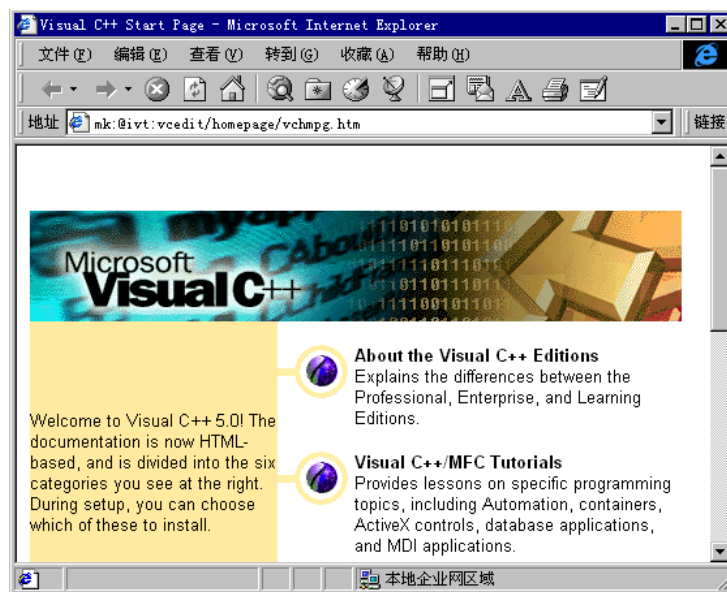 Visual C++ Start Page - Microsoft Internet Explorer
文件(F) 编辑(E) 查看(V) 转到(G) 收藏(A) 帮助(H)
地址 mk:@ivt:vcedit/homepage/vchmpg.htm 链接
Microsoft
Visual C++
About the Visual C++ Editions
Explains the differences between the
Professional, Enterprise, and Learning
Editions.
Welcome to Visual C++ 5.0! The
documentation is now HTML-
based, and is divided into the six
categories you see at the right.
During setup, you can choose
which of these to install.
Visual C++/MFC Tutorials
Provides lessons on specific programming
topics, including Automation, containers,
ActiveX controls, database applications,
and MDI applications.
本地企业网区域